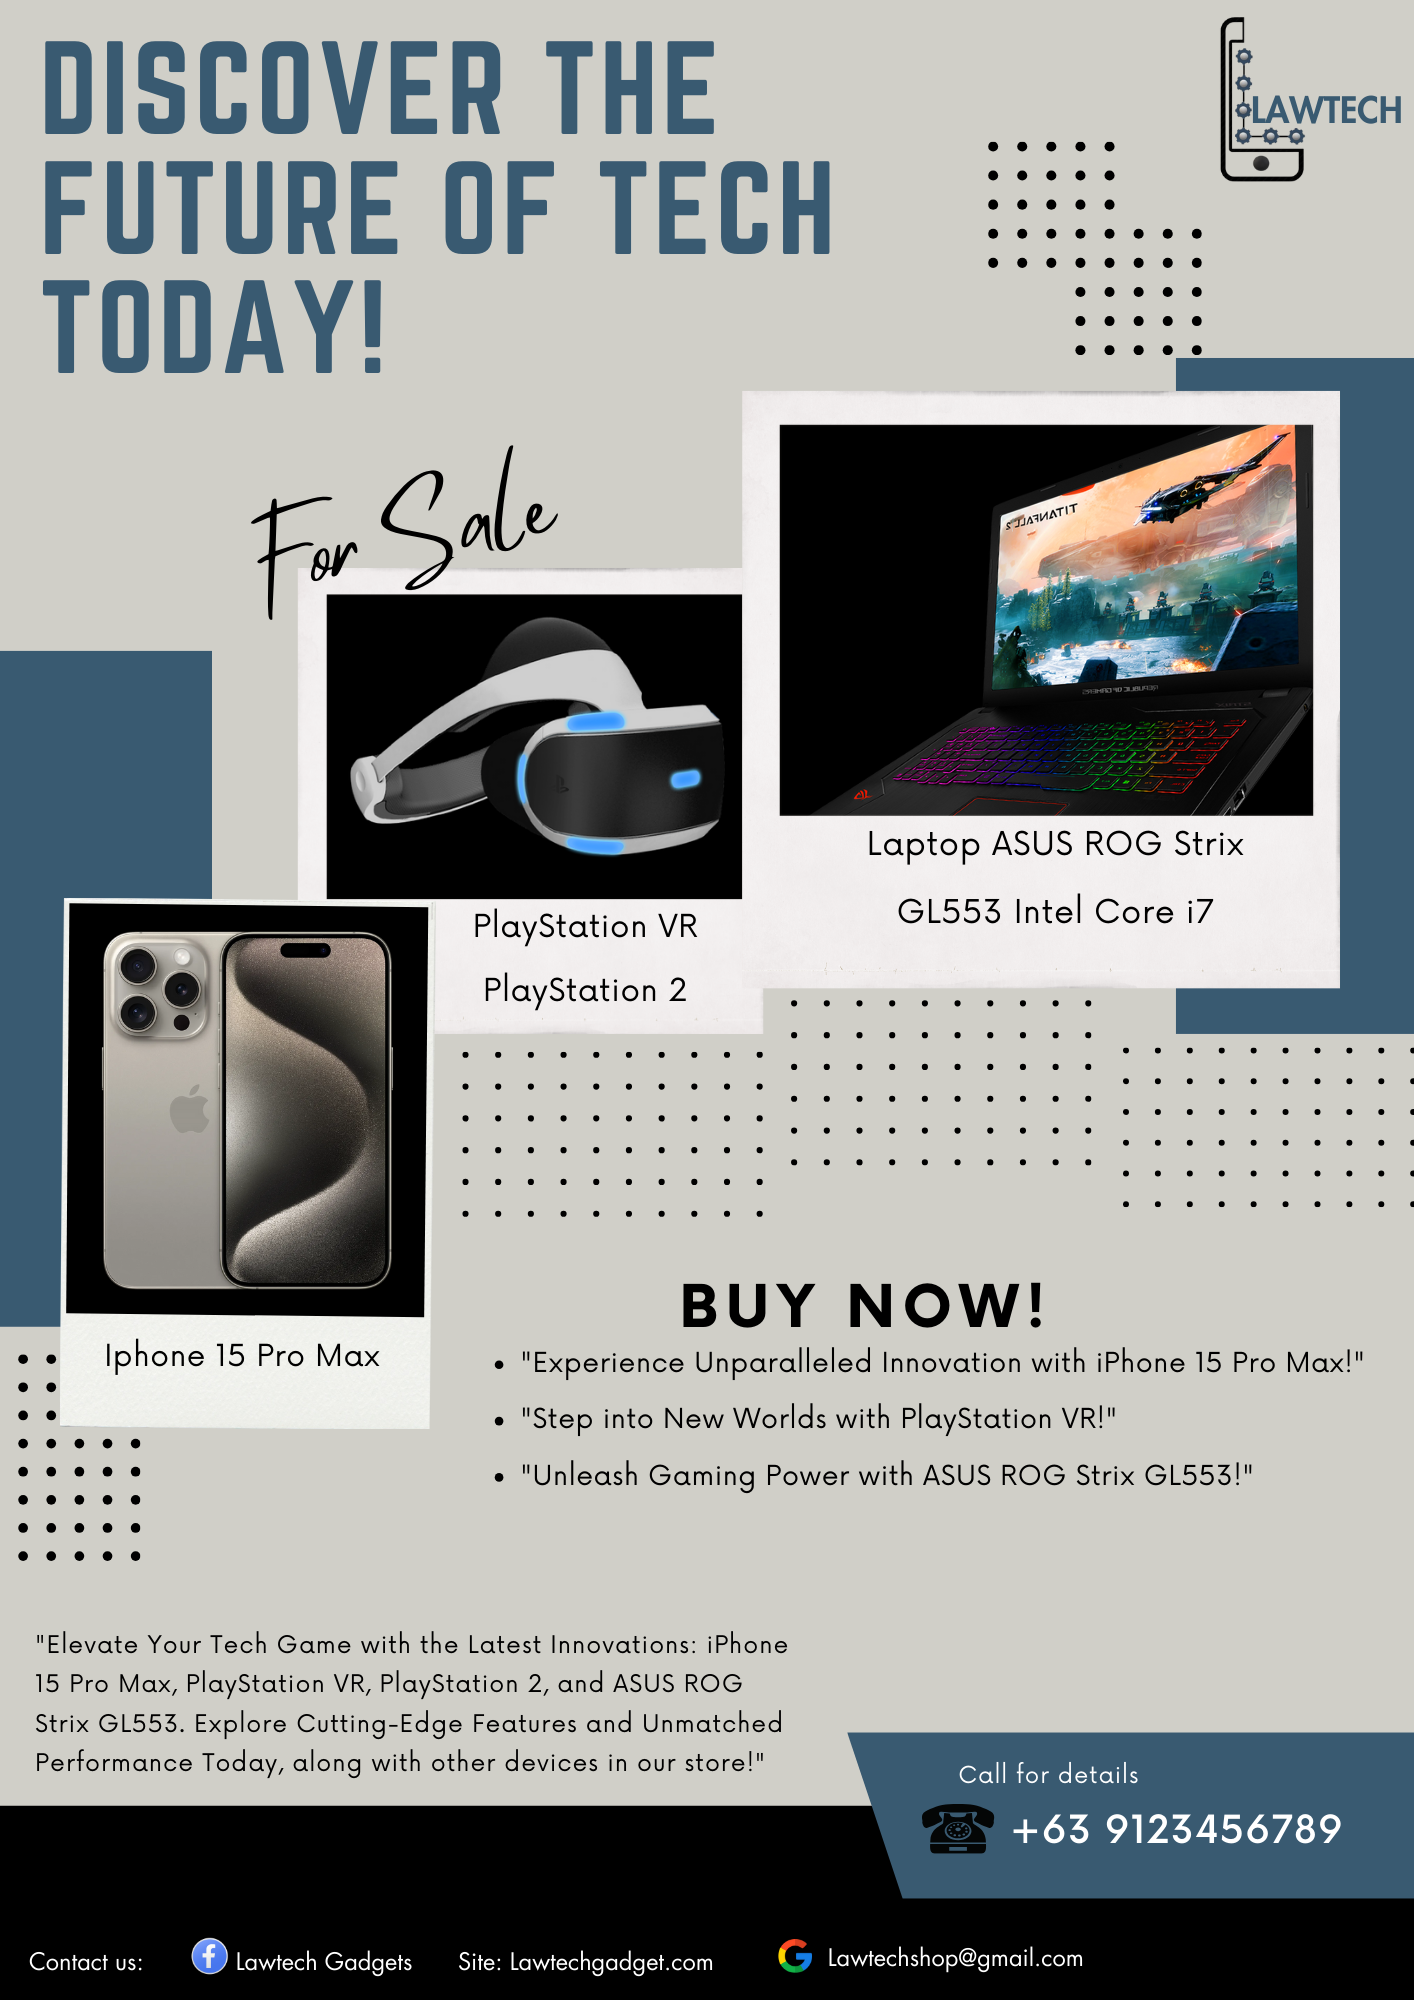 DISCOVER THE
FUTURE OF TECH
TODAY!
LAWTECH
For Sale
TITANFALL 2
REPUBLIC OF GAMERS
Laptop ASUS ROG Strix
GL553 Intel Core i7
PlayStation VR
PlayStation 2
Iphone 15 Pro Max
BUY NOW!
• "Experience Unparalleled Innovation with iPhone 15 Pro Max!"
• "Step into New Worlds with PlayStation VR!"
• "Unleash Gaming Power with ASUS ROG Strix GL553!"
"Elevate Your Tech Game with the Latest Innovations: iPhone
15 Pro Max, PlayStation VR, PlayStation 2, and ASUS ROG
Strix GL553. Explore Cutting-Edge Features and Unmatched
Performance Today, along with other devices in our store!"
Call for details
+63 9123456789
Contact us:
Lawtech Gadgets
Site: Lawtechgadget.com
Lawtechshop@gmail.com